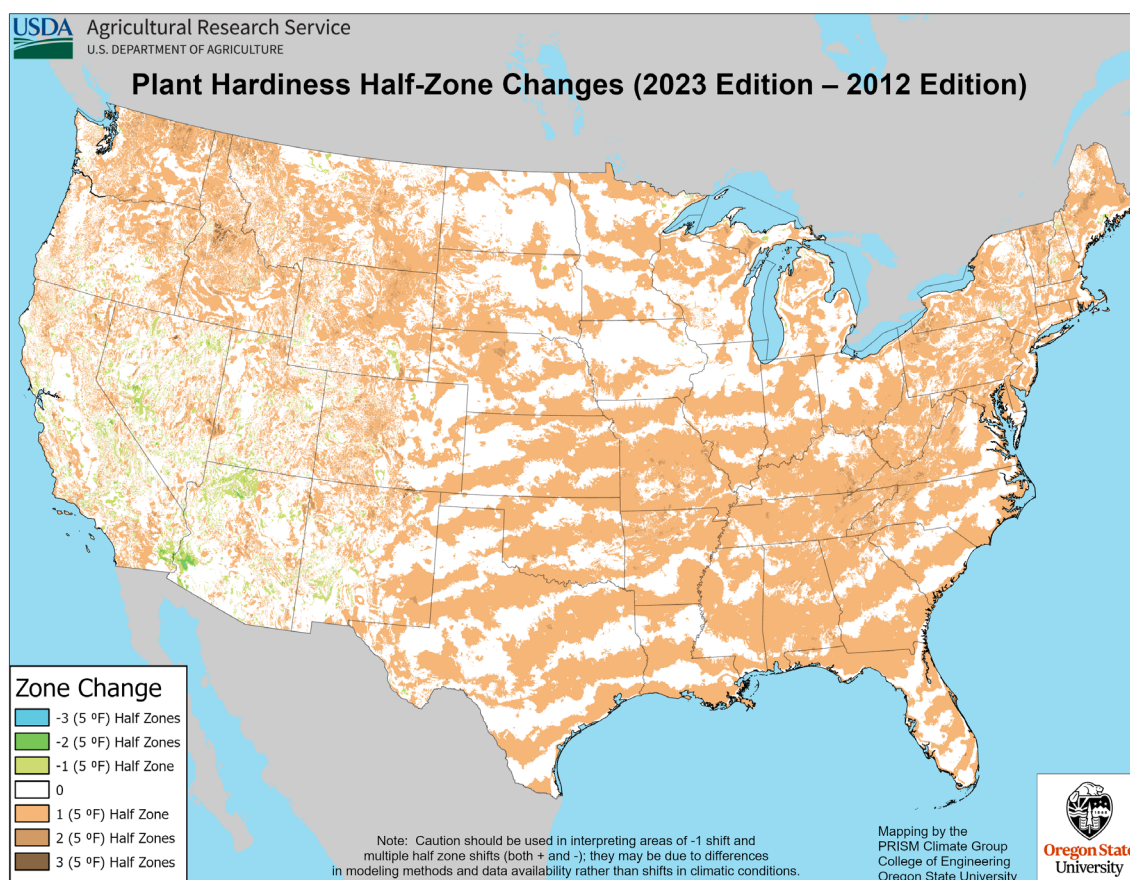 USDA
Agricultural Research Service
U.S. DEPARTMENT OF AGRICULTURE
Plant Hardiness Half-Zone Changes (2023 Edition – 2012 Edition)
Zone Change
-3 (5 ºF) Half Zones
-2 (5 ºF) Half Zones
-1 (5 ºF) Half Zone
0
1 (5 ºF) Half Zone
2 (5 ºF) Half Zones
3 (5 ºF) Half Zones
Note: Caution should be used in interpreting areas of -1 shift and
multiple half zone shifts (both + and -); they may be due to differences
in modeling methods and data availability rather than shifts in climatic conditions.
Mapping by the
PRISM Climate Group
College of Engineering
Oregon State University
Oregon State
University